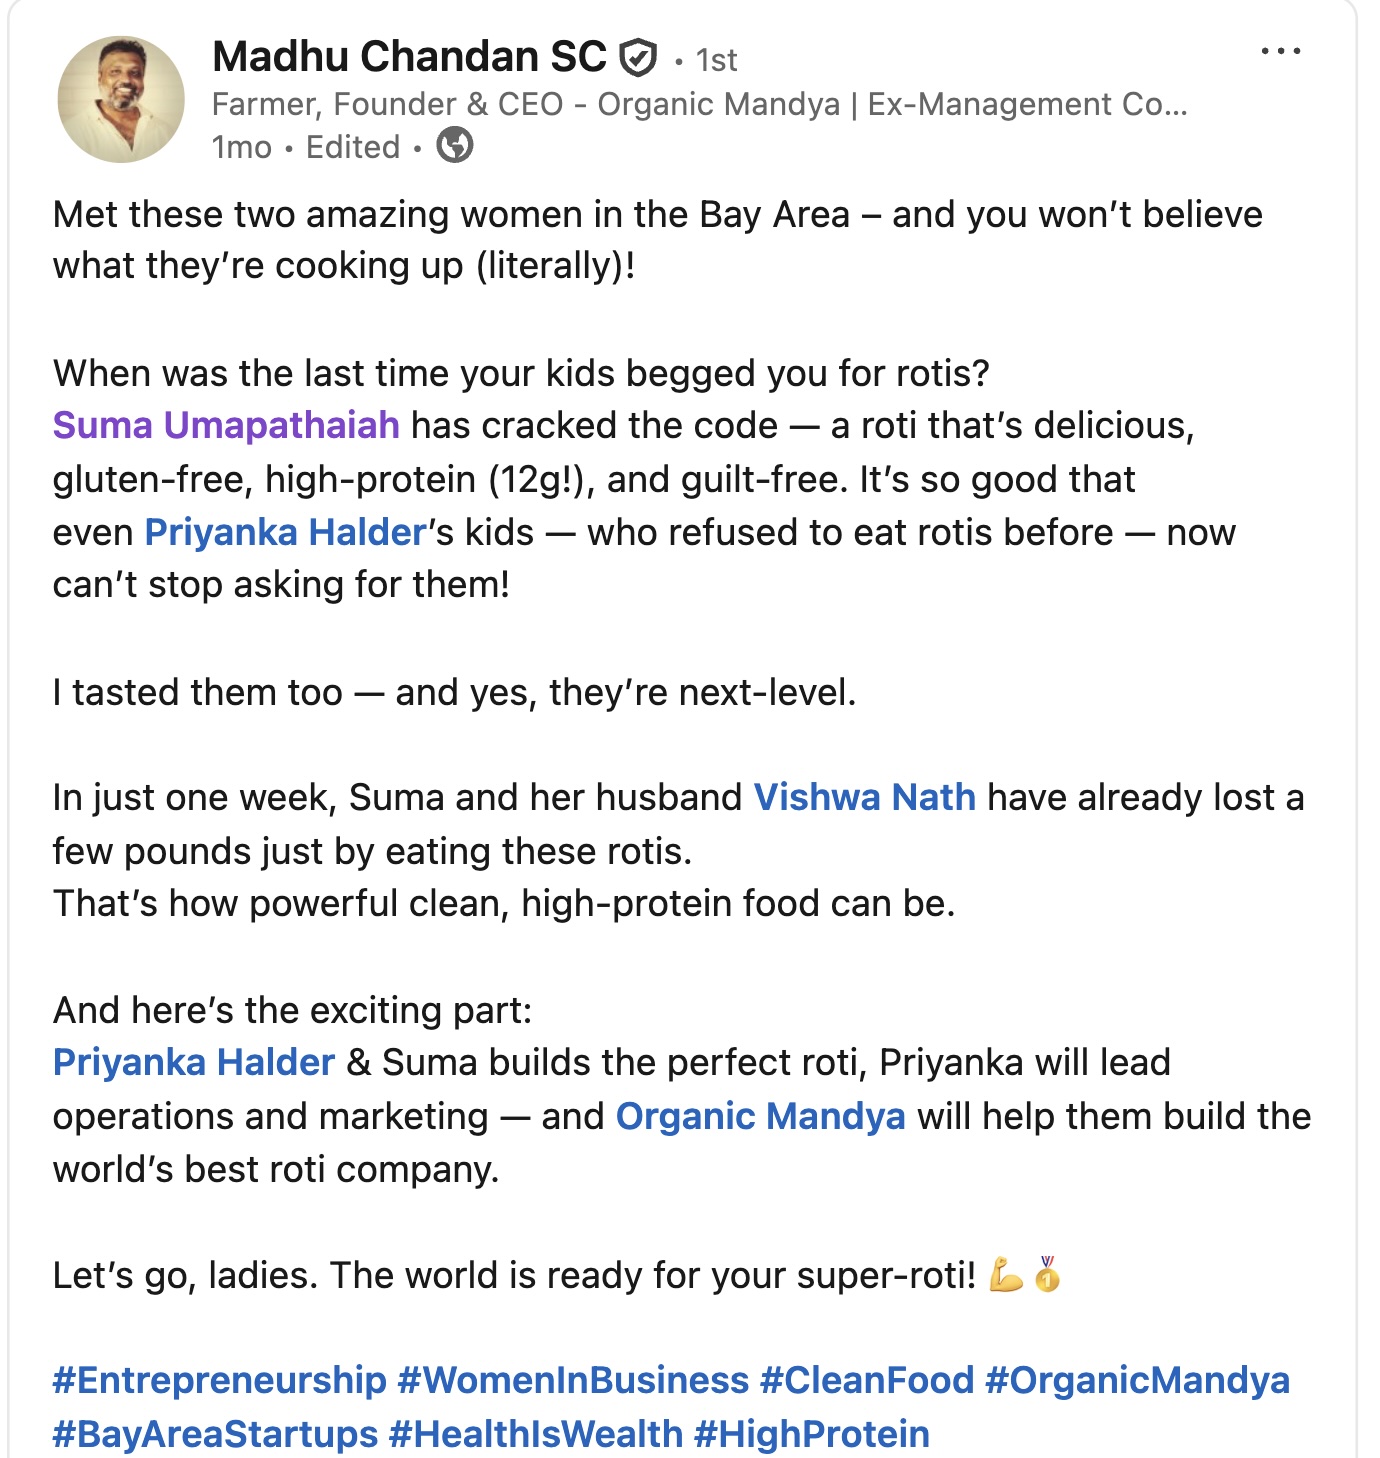 Madhu Chandan SC • 1st
Farmer, Founder & CEO - Organic Mandya | Ex-Management Co...
1mo • Edited •
Met these two amazing women in the Bay Area – and you won’t believe
what they’re cooking up (literally)!
When was the last time your kids begged you for rotis?
Suma Umapathaiah has cracked the code — a roti that’s delicious,
gluten-free, high-protein (12g!), and guilt-free. It’s so good that
even Priyanka Halder’s kids — who refused to eat rotis before — now
can’t stop asking for them!
I tasted them too — and yes, they’re next-level.
In just one week, Suma and her husband Vishwa Nath have already lost a
few pounds just by eating these rotis.
That’s how powerful clean, high-protein food can be.
And here’s the exciting part:
Priyanka Halder & Suma builds the perfect roti, Priyanka will lead
operations and marketing — and Organic Mandya will help them build the
world’s best roti company.
Let’s go, ladies. The world is ready for your super-roti! 💪🏅
#Entrepreneurship #WomenInBusiness #CleanFood #OrganicMandya
#BayAreaStartups #HealthIsWealth #HighProtein